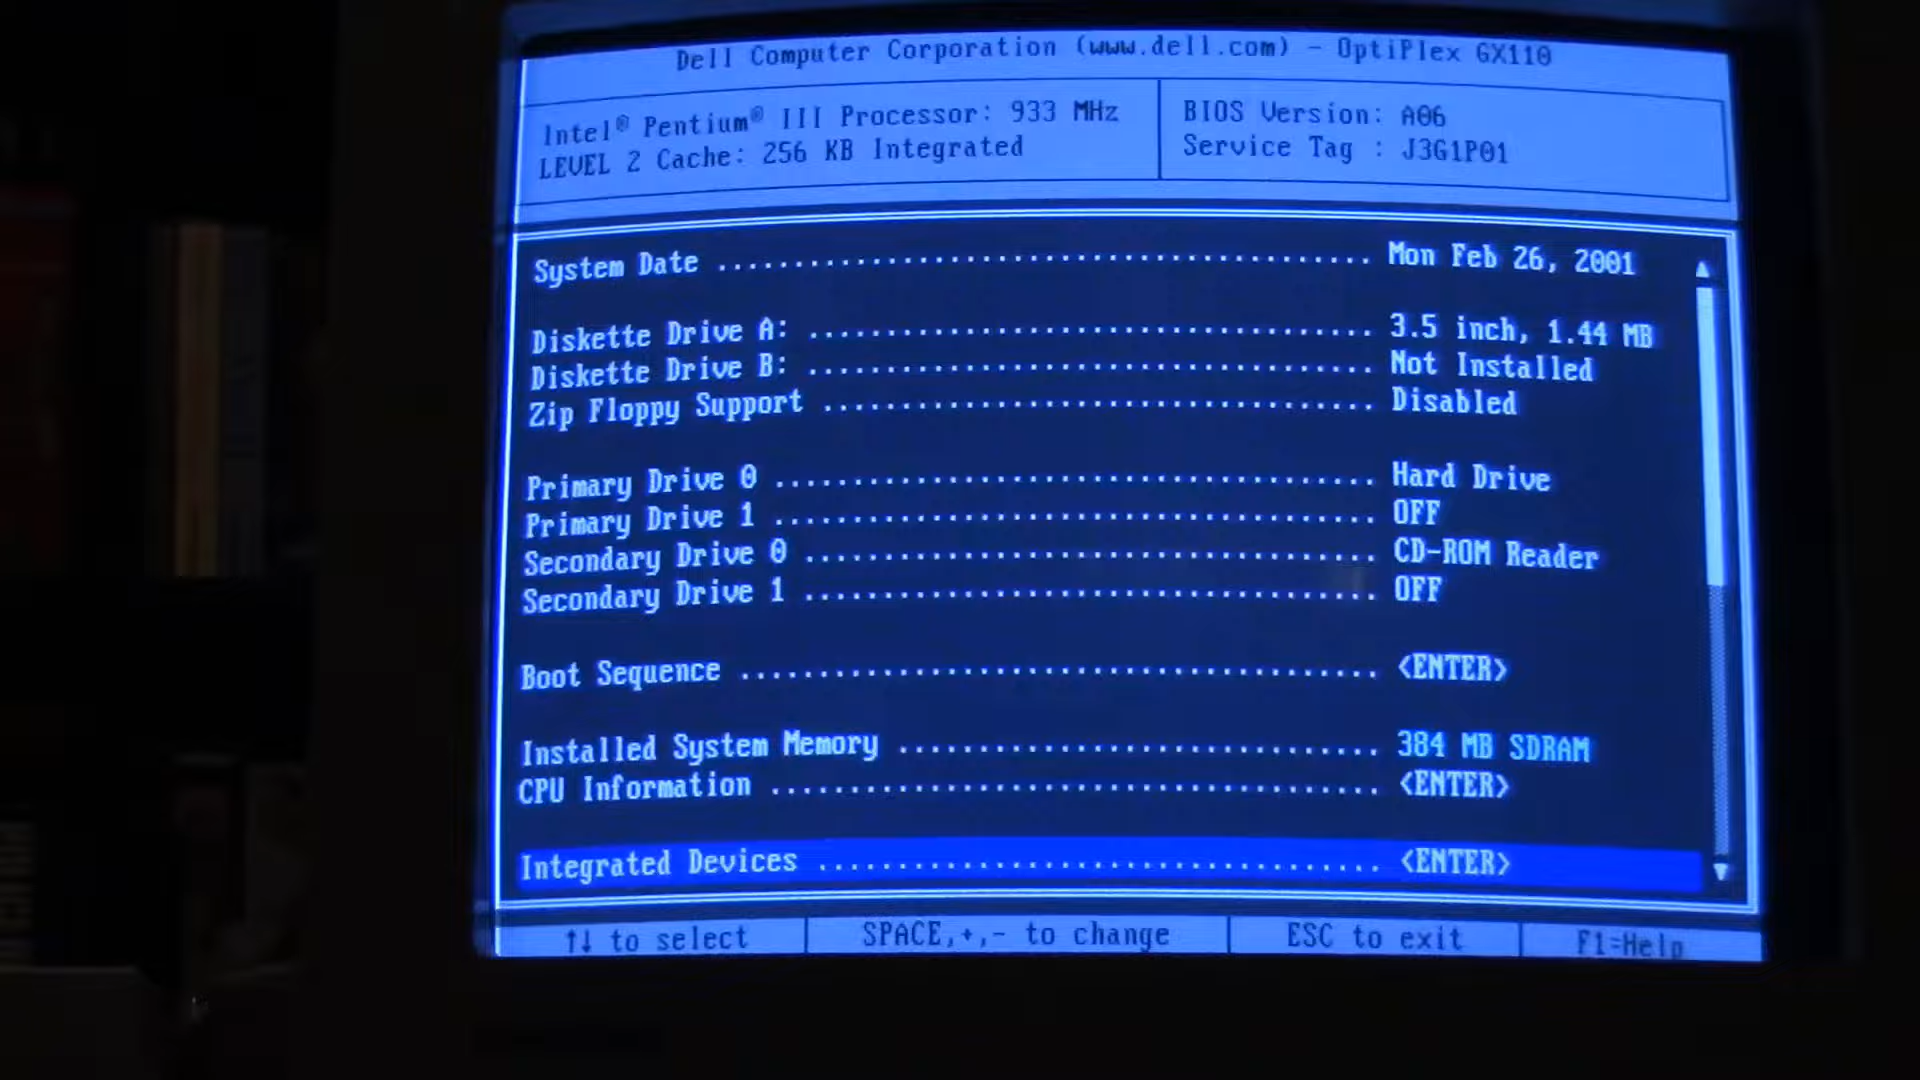 Dell Computer Corporation (www.dell.com) - OptiPlex GX110
Intel® Pentium® III Processor: 933 MHz
LEVEL 2 Cache: 256 KB Integrated
BIOS Version: A06
Service Tag : J3G1P01
System Date ......................................... Mon Feb 26, 2001
Diskette Drive A: .................................... 3.5 inch, 1.44 MB
Diskette Drive B: .................................... Not Installed
Zip Floppy Support ................................... Disabled
Primary Drive 0 ...................................... Hard Drive
Primary Drive 1 ...................................... OFF
Secondary Drive 0 .................................... CD-ROM Reader
Secondary Drive 1 .................................... OFF
Boot Sequence ........................................ <ENTER>
Installed System Memory .............................. 384 MB SDRAM
CPU Information ...................................... <ENTER>
Integrated Devices ................................... <ENTER>
↑↓ to select
SPACE,+,- to change
ESC to exit
F1=Help